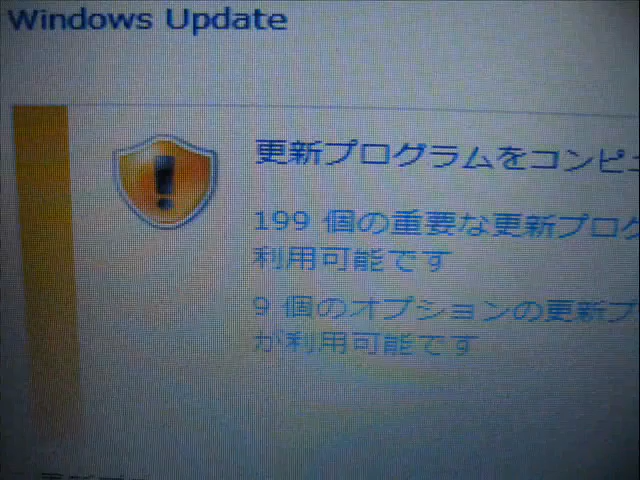 Windows Update
更新プログラムをコンピ
199 個の重要な更新プログ
利用可能です
9 個のオプションの更新プ
が利用可能です